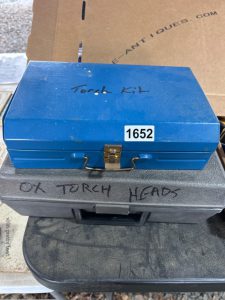 E-ANTIQUES.COM
Torch Kit
1652
OX TORCH HEADS